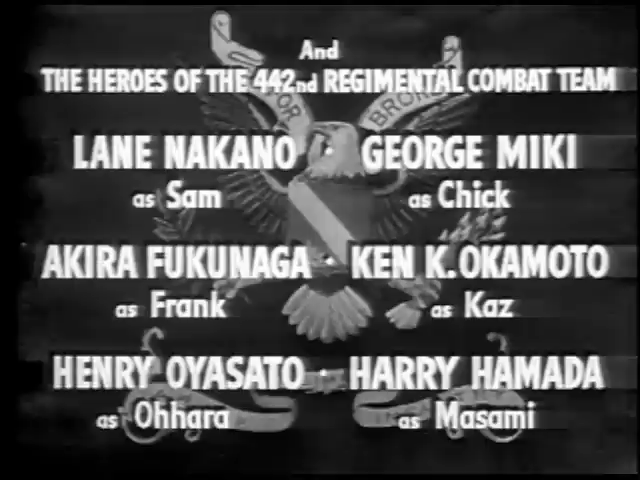 And
THE HEROES OF THE 442nd REGIMENTAL COMBAT TEAM
LANE NAKANO · GEORGE MIKI
as Sam as Chick
AKIRA FUKUNAGA · KEN K. OKAMOTO
as Frank as Kaz
HENRY OYASATO · HARRY HAMADA
as Ohhara as Masami